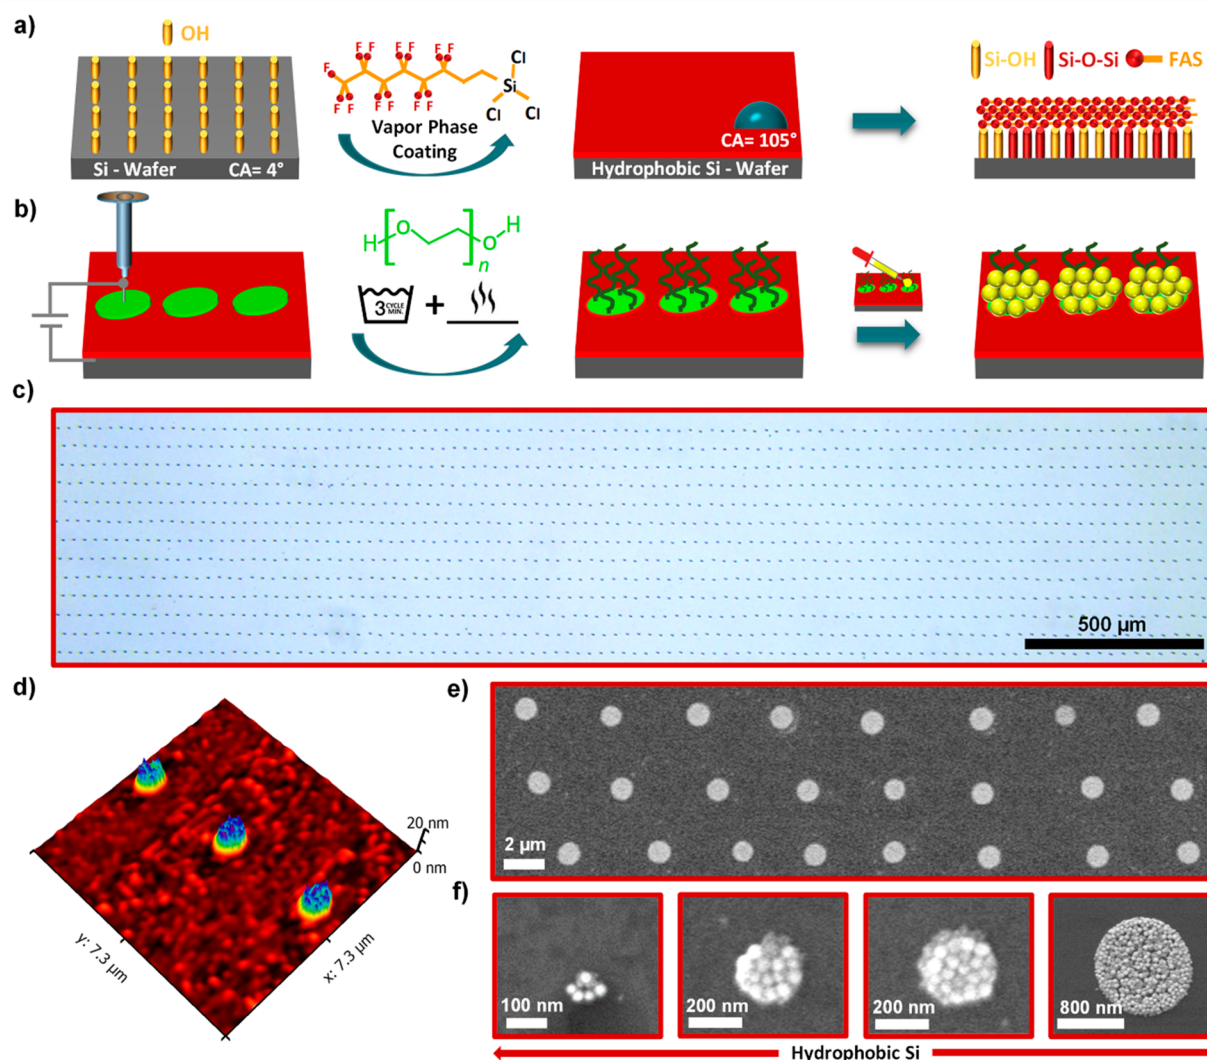 a)
OH
Si - Wafer
CA= 4°
F F F F F F F
F F F F F F
Cl
Si
Cl
Cl
Vapor Phase
Coating
CA= 105°
Hydrophobic Si - Wafer
Si-OH Si-O-Si FAS
b)
H O O H
n
3 CYCLE MIN.
+
c)
500 µm
d)
20 nm
0 nm
y: 7.3 µm
x: 7.3 µm
e)
2 µm
f)
100 nm
200 nm
200 nm
800 nm
Hydrophobic Si